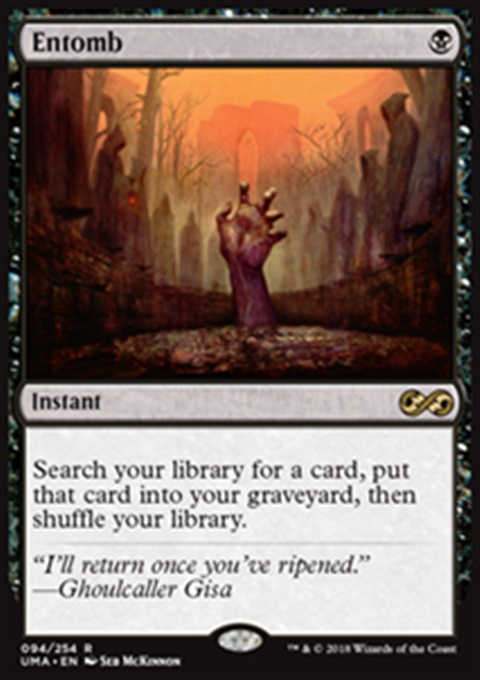 Entomb
Instant
Search your library for a card, put
that card into your graveyard, then
shuffle your library.
“I’ll return once you’ve ripened.”
—Ghoulcaller Gisa
094/254 R
UMA • EN Seb McKinnon
™ & © 2018 Wizards of the Coast